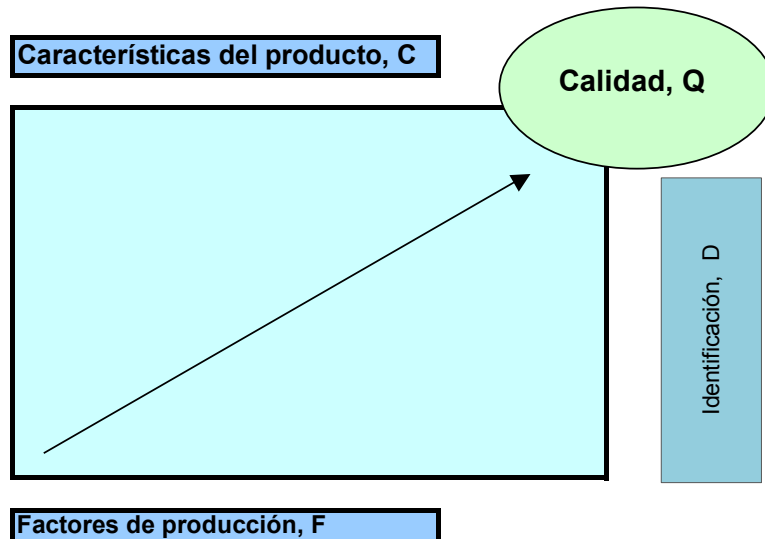 Características del producto, C
Calidad, Q
Identificación, D
Factores de producción, F